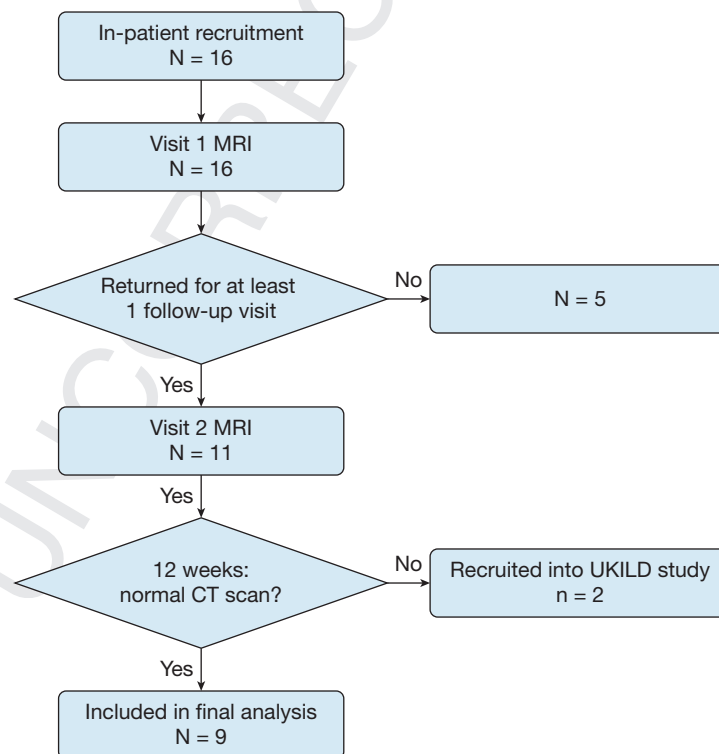 In-patient recruitment
N = 16
Visit 1 MRI
N = 16
Returned for at least
1 follow-up visit
No
N = 5
Yes
Visit 2 MRI
N = 11
Yes
12 weeks:
normal CT scan?
No
Recruited into UKILD study
n = 2
Yes
Included in final analysis
N = 9